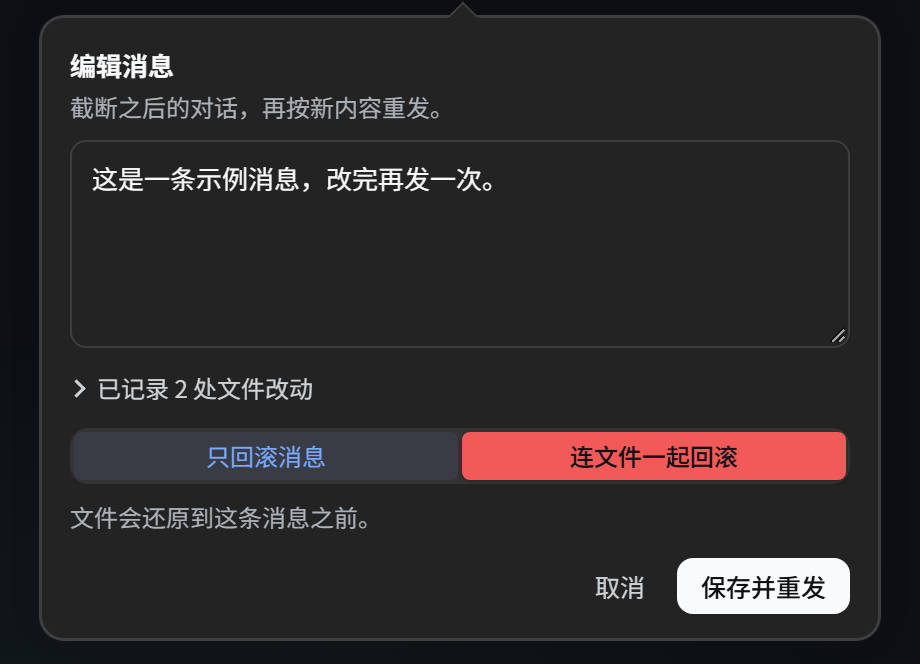 编辑消息
截断之后的对话，再按新内容重发。
这是一条示例消息，改完再发一次。
已记录 2 处文件改动
只回滚消息
连文件一起回滚
文件会还原到这条消息之前。
取消
保存并重发